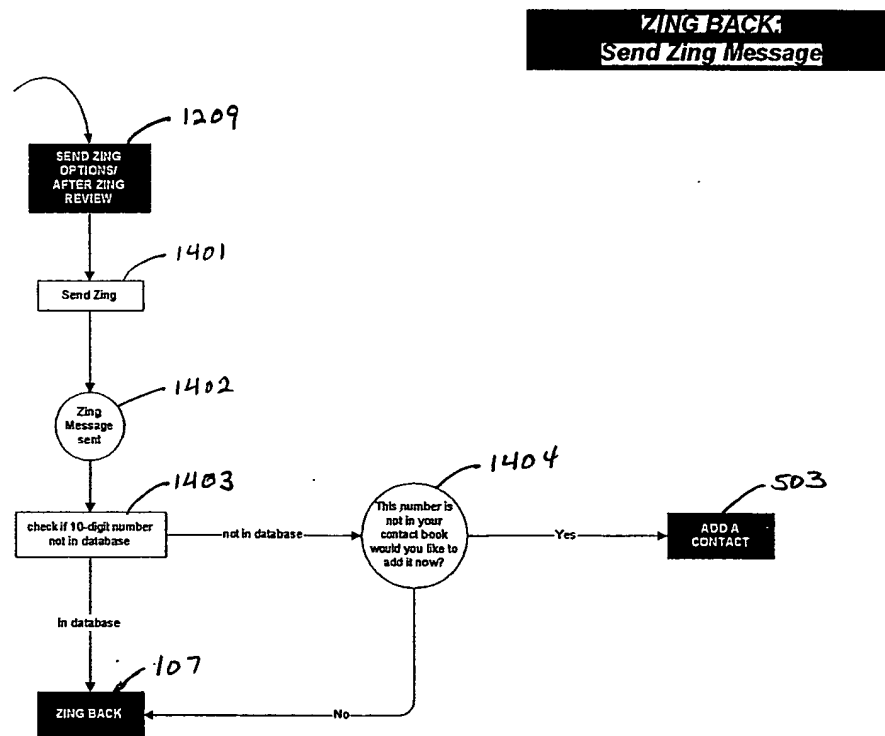 ZING BACK:
Send Zing Message
1209
SEND ZING
OPTIONS/
AFTER ZING
REVIEW
1401
Send Zing
1402
Zing
Message
sent
1403
check if 10-digit number
not in database
not in database
1404
This number is
not in your
contact book
would you like to
add it now?
Yes
503
ADD A
CONTACT
In database
107
ZING BACK
No